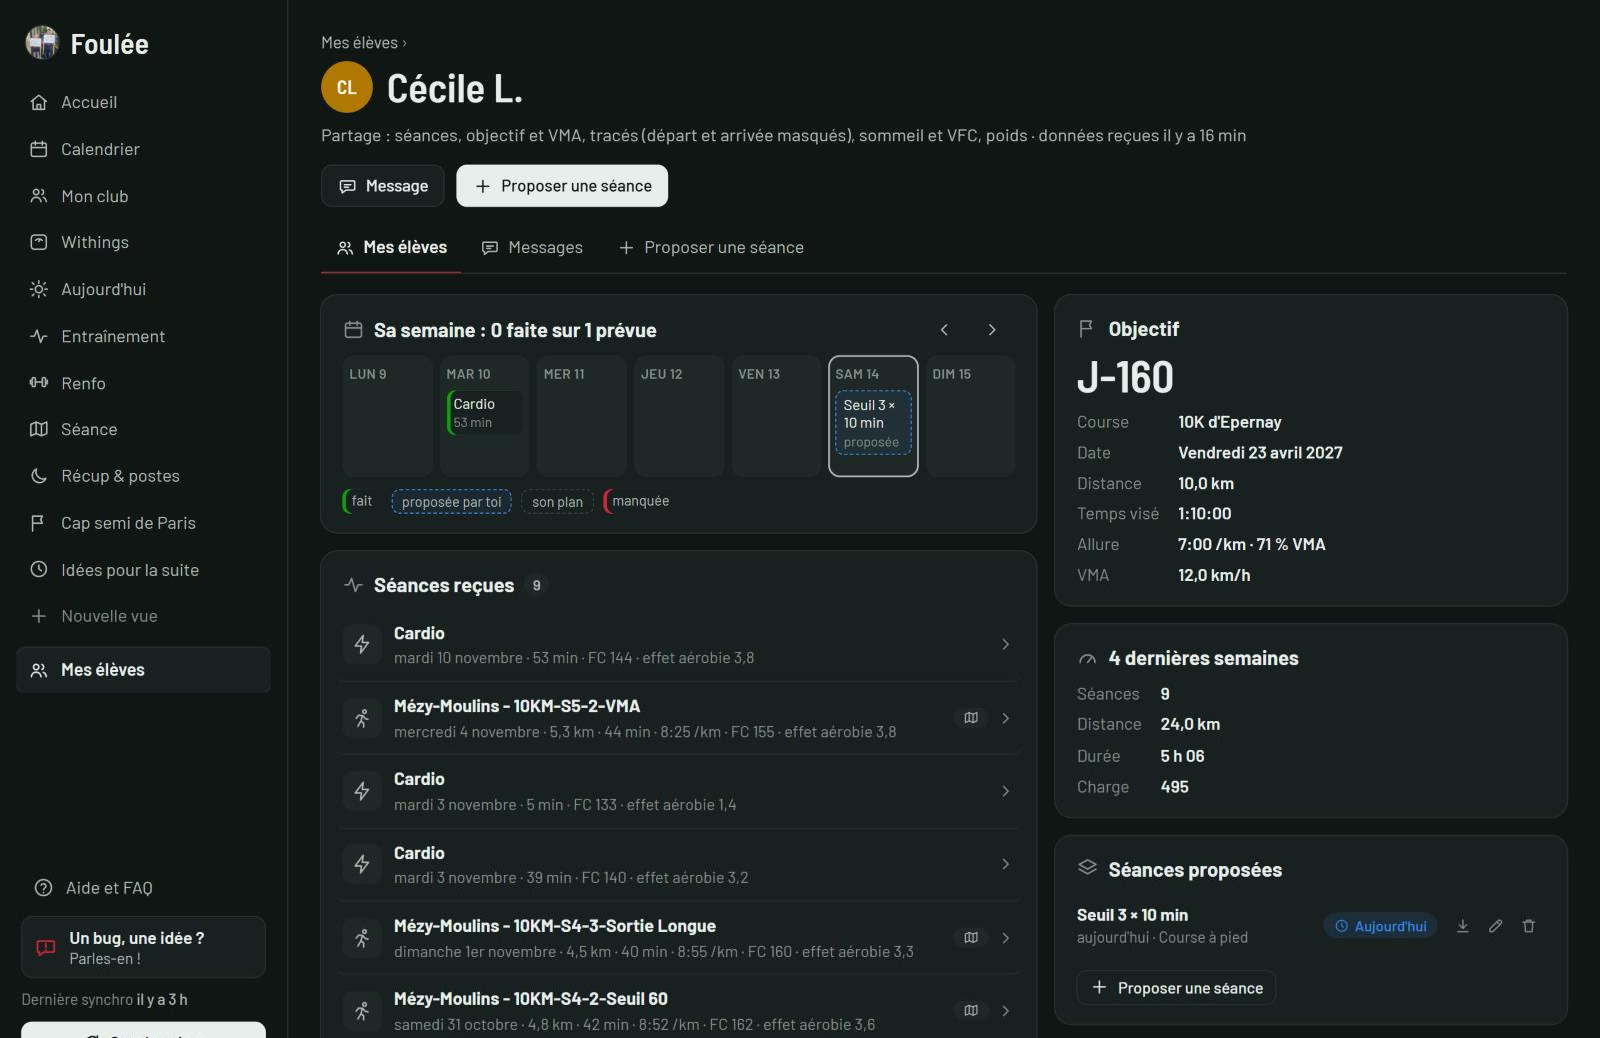 Foulée
Accueil
Calendrier
Mon club
Withings
Aujourd'hui
Entraînement
Renfo
Séance
Récup & postes
Cap semi de Paris
Idées pour la suite
Nouvelle vue
Mes élèves
Aide et FAQ
Un bug, une idée ?
Parles-en !
Dernière synchro il y a 3 h
Mes élèves ›
CL
Cécile L.
Partage : séances, objectif et VMA, tracés (départ et arrivée masqués), sommeil et VFC, poids · données reçues il y a 16 min
Message
Proposer une séance
Mes élèves
Messages
Proposer une séance
Sa semaine : 0 faite sur 1 prévue
LUN 9
MAR 10
Cardio
53 min
MER 11
JEU 12
VEN 13
SAM 14
Seuil 3 ×
10 min
proposée
DIM 15
fait
proposée par toi
son plan
manquée
Séances reçues 9
Cardio
mardi 10 novembre · 53 min · FC 144 · effet aérobie 3,8
Mézy-Moulins - 10KM-S5-2-VMA
mercredi 4 novembre · 5,3 km · 44 min · 8:25 /km · FC 155 · effet aérobie 3,8
Cardio
mardi 3 novembre · 5 min · FC 133 · effet aérobie 1,4
Cardio
mardi 3 novembre · 39 min · FC 140 · effet aérobie 3,2
Mézy-Moulins - 10KM-S4-3-Sortie Longue
dimanche 1er novembre · 4,5 km · 40 min · 8:55 /km · FC 160 · effet aérobie 3,3
Mézy-Moulins - 10KM-S4-2-Seuil 60
samedi 31 octobre · 4,8 km · 42 min · 8:52 /km · FC 162 · effet aérobie 3,6
Objectif
J-160
Course 10K d'Epernay
Date Vendredi 23 avril 2027
Distance 10,0 km
Temps visé 1:10:00
Allure 7:00 /km · 71 % VMA
VMA 12,0 km/h
4 dernières semaines
Séances 9
Distance 24,0 km
Durée 5 h 06
Charge 495
Séances proposées
Seuil 3 × 10 min
aujourd'hui · Course à pied
Aujourd'hui
Proposer une séance